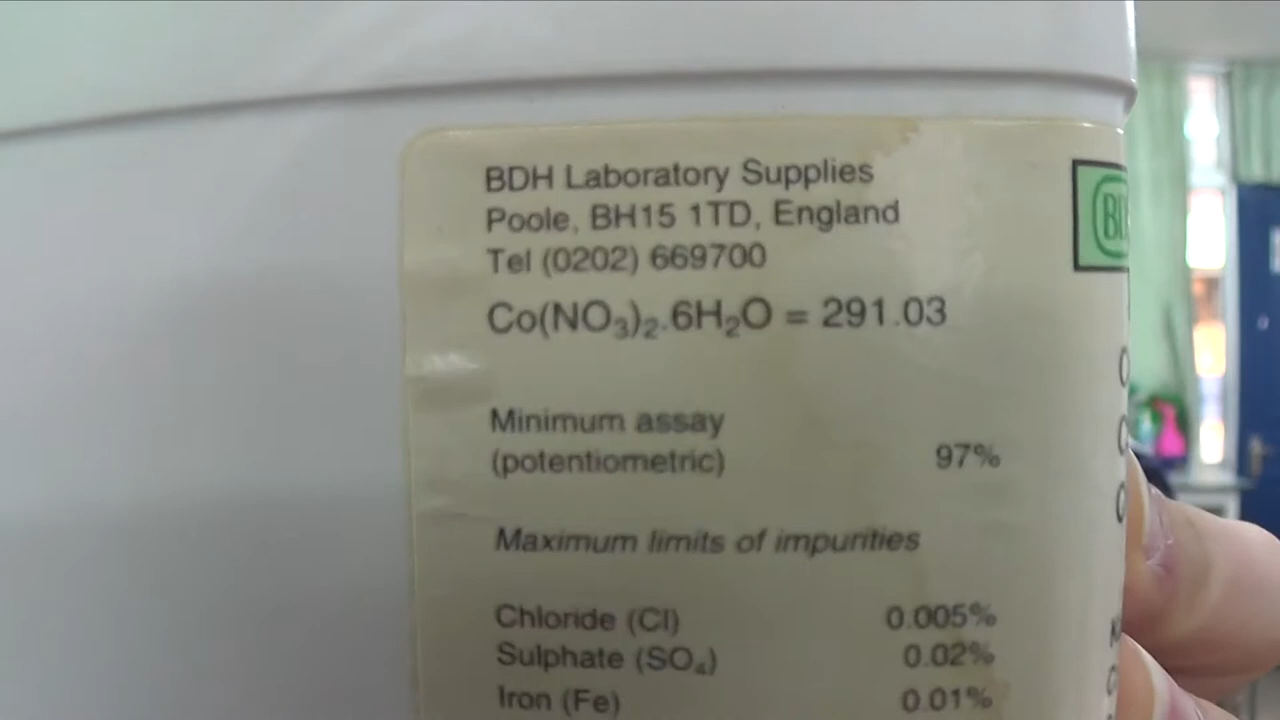 BDH Laboratory Supplies
Poole, BH15 1TD, England
Tel (0202) 669700
Co(NO₃)₂.6H₂O = 291.03
Minimum assay
(potentiometric) 97%
Maximum limits of impurities
Chloride (Cl) 0.005%
Sulphate (SO₄) 0.02%
Iron (Fe) 0.01%